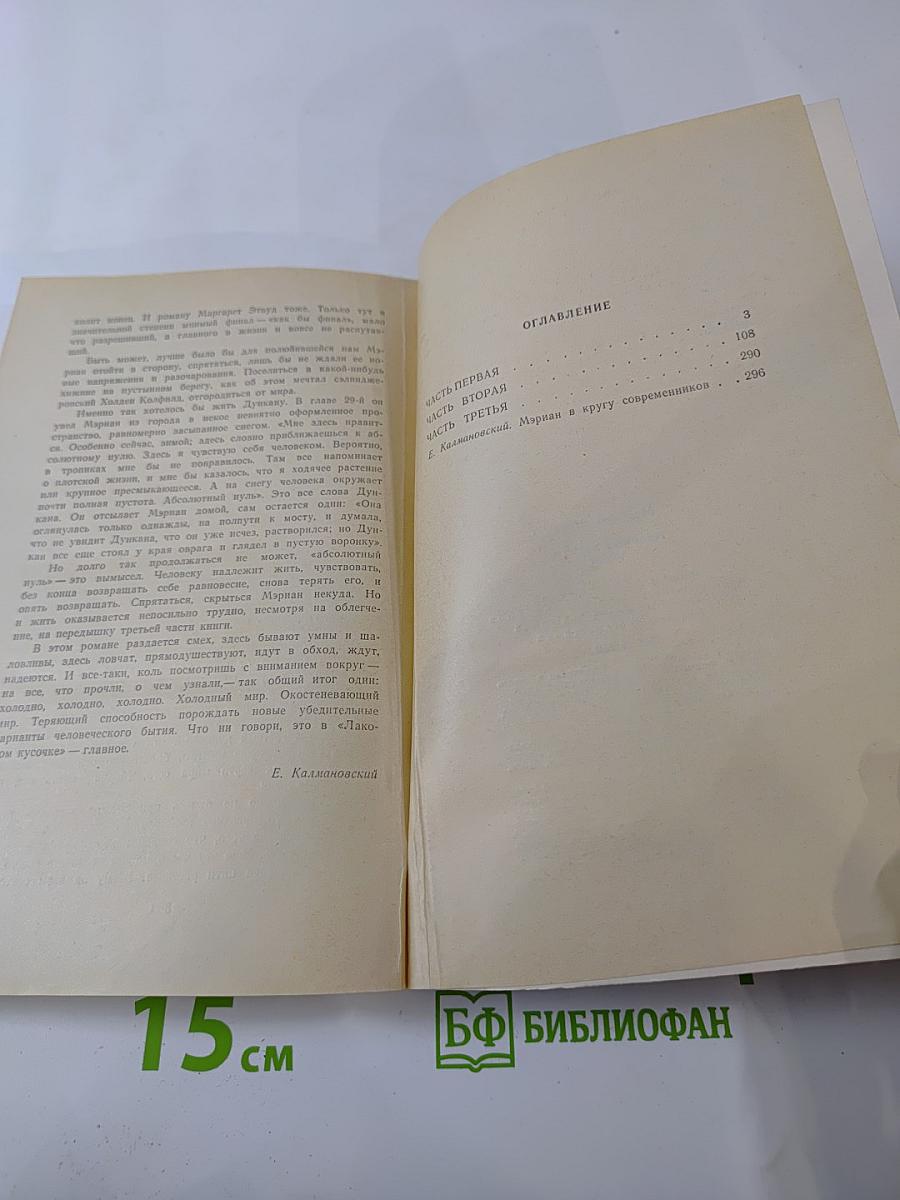 ходит конец. И роману Маргарет Этвуд тоже. Только тут в
значительной степени мнимый финал — «как бы финал», мало
что разрешивший, а главного в жизни и вовсе не распутав-
ший.
Быть может, лучше было бы для полюбившейся нам Мэ-
риан отойти в сторону, спрятаться, лишь бы не ждали ее но-
вые напряжения и разочарования. Поселиться в какой-нибудь
хижине на пустынном берегу, как об этом мечтал сэлиндже-
ровский Холден Колфилд, отгородиться от мира.
Именно так хотелось бы жить Дункану. В главе 29-й он
увел Мэриан из города в некое невнятно оформленное про-
странство, равномерно засыпанное снегом. «Мне здесь нравит-
ся. Особенно сейчас, зимой; здесь словно приближаешься к аб-
солютному нулю. Здесь я чувствую себя человеком. Вероятно,
в тропиках мне бы не понравилось. Там все напоминает
о плотской жизни, и мне бы казалось, что я ходячее растение
или крупное пресмыкающееся. А на снегу человека окружает
почти полная пустота. Абсолютный нуль». Это все слова Дун-
кана. Он отсылает Мэриан домой, сам остается один: «Она
оглянулась только однажды, на полпути к мосту, и думала,
что не увидит Дункана, что он уже исчез, растворился; но Дун-
кан все еще стоял у края оврага и глядел в пустую воронку».
Но долго так продолжаться не может, «абсолютный
нуль» — это вымысел. Человеку надлежит жить, чувствовать,
без конца возвращать себе равновесие, снова терять его, и
опять возвращать. Спрятаться, скрыться Мэриан некуда. Но
и жить оказывается непосильно трудно, несмотря на облегче-
ние, на передышку третьей части книги.
В этом романе раздается смех, здесь бывают умны и ша-
ловливы, здесь ловчат, прямодушествуют, идут в обход, ждут,
надеются. И все-таки, коль посмотришь с вниманием вокруг —
на все, что прочли, о чем узнали,— так общий итог один:
холодно, холодно, холодно. Холодный мир. Окостеневающий
мир. Теряющий способность порождать новые убедительные
варианты человеческого бытия. Что ни говори, это в «Лако-
ом кусочке» — главное.
Е. Калмановский
ОГЛАВЛЕНИЕ
ЧАСТЬ ПЕРВАЯ . . . . . . . . . . . 3
ЧАСТЬ ВТОРАЯ . . . . . . . . . . . 108
ЧАСТЬ ТРЕТЬЯ . . . . . . . . . . . 290
Е. Калмановский. Мэриан в кругу современников . . 296
15 см
БФ БИБЛИОФАН